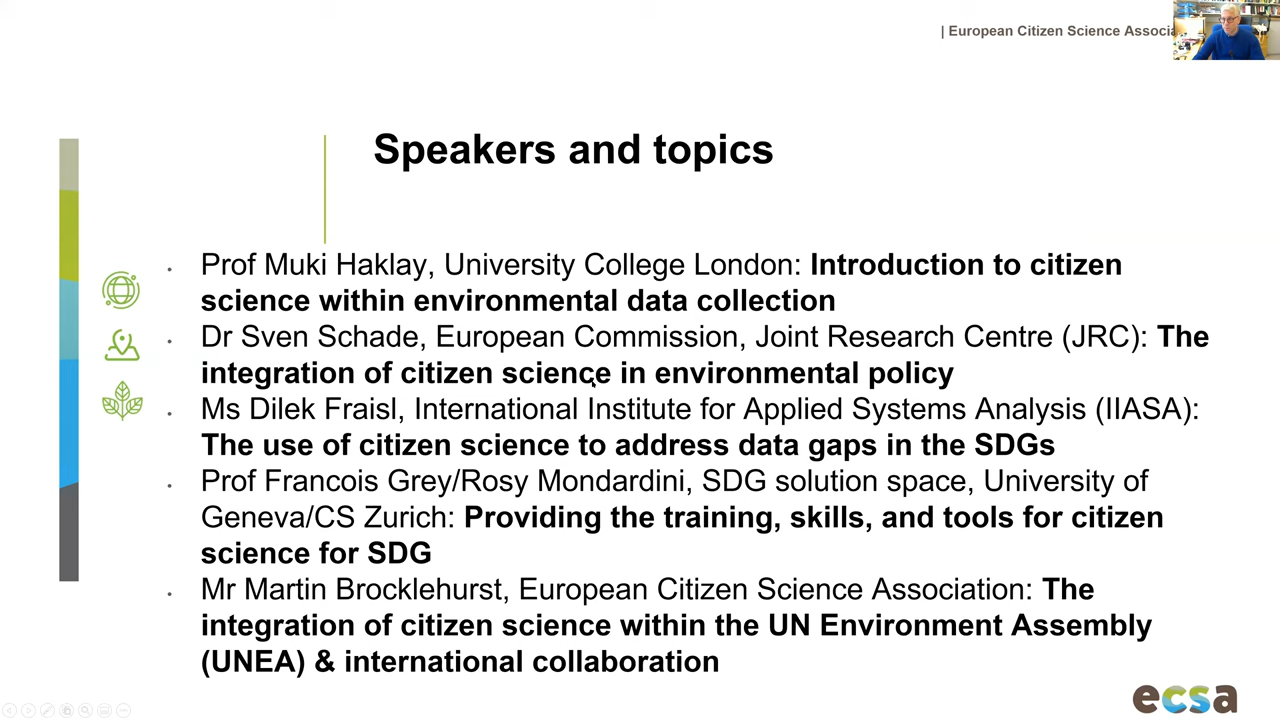 | European Citizen Science Associa
Speakers and topics
• Prof Muki Haklay, University College London: Introduction to citizen
science within environmental data collection
• Dr Sven Schade, European Commission, Joint Research Centre (JRC): The
integration of citizen science in environmental policy
• Ms Dilek Fraisl, International Institute for Applied Systems Analysis (IIASA):
The use of citizen science to address data gaps in the SDGs
• Prof Francois Grey/Rosy Mondardini, SDG solution space, University of
Geneva/CS Zurich: Providing the training, skills, and tools for citizen
science for SDG
• Mr Martin Brocklehurst, European Citizen Science Association: The
integration of citizen science within the UN Environment Assembly
(UNEA) & international collaboration
ecsa